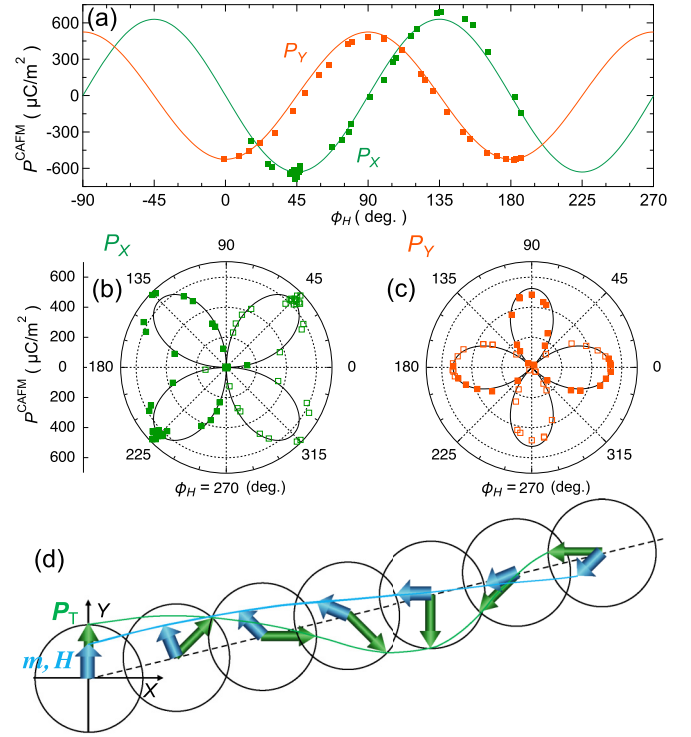 (a)
P^CAFM ( μC/m²)
600
300
0
-300
-600
P_Y
P_X
-90
-45
0
45
90
135
180
225
270
ϕ_H ( deg. )
P_X
P_Y
(b)
(c)
P^CAFM ( μC/m²)
600
400
200
0
200
400
600
90
135
45
180
0
225
315
ϕ_H = 270 (deg.)
90
135
45
180
0
225
315
ϕ_H = 270 (deg.)
(d)
P_T
Y
m, H
X